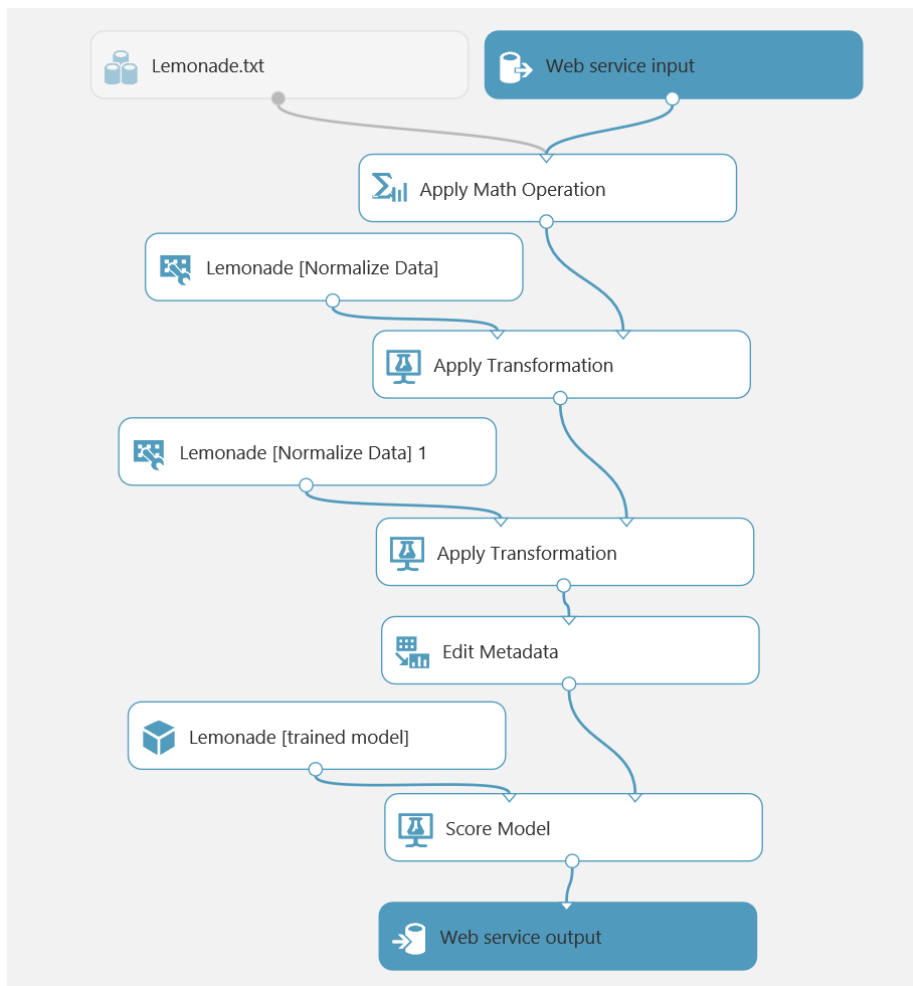 Lemonade.txt
Web service input
Apply Math Operation
Lemonade [Normalize Data]
Apply Transformation
Lemonade [Normalize Data] 1
Apply Transformation
Edit Metadata
Lemonade [trained model]
Score Model
Web service output